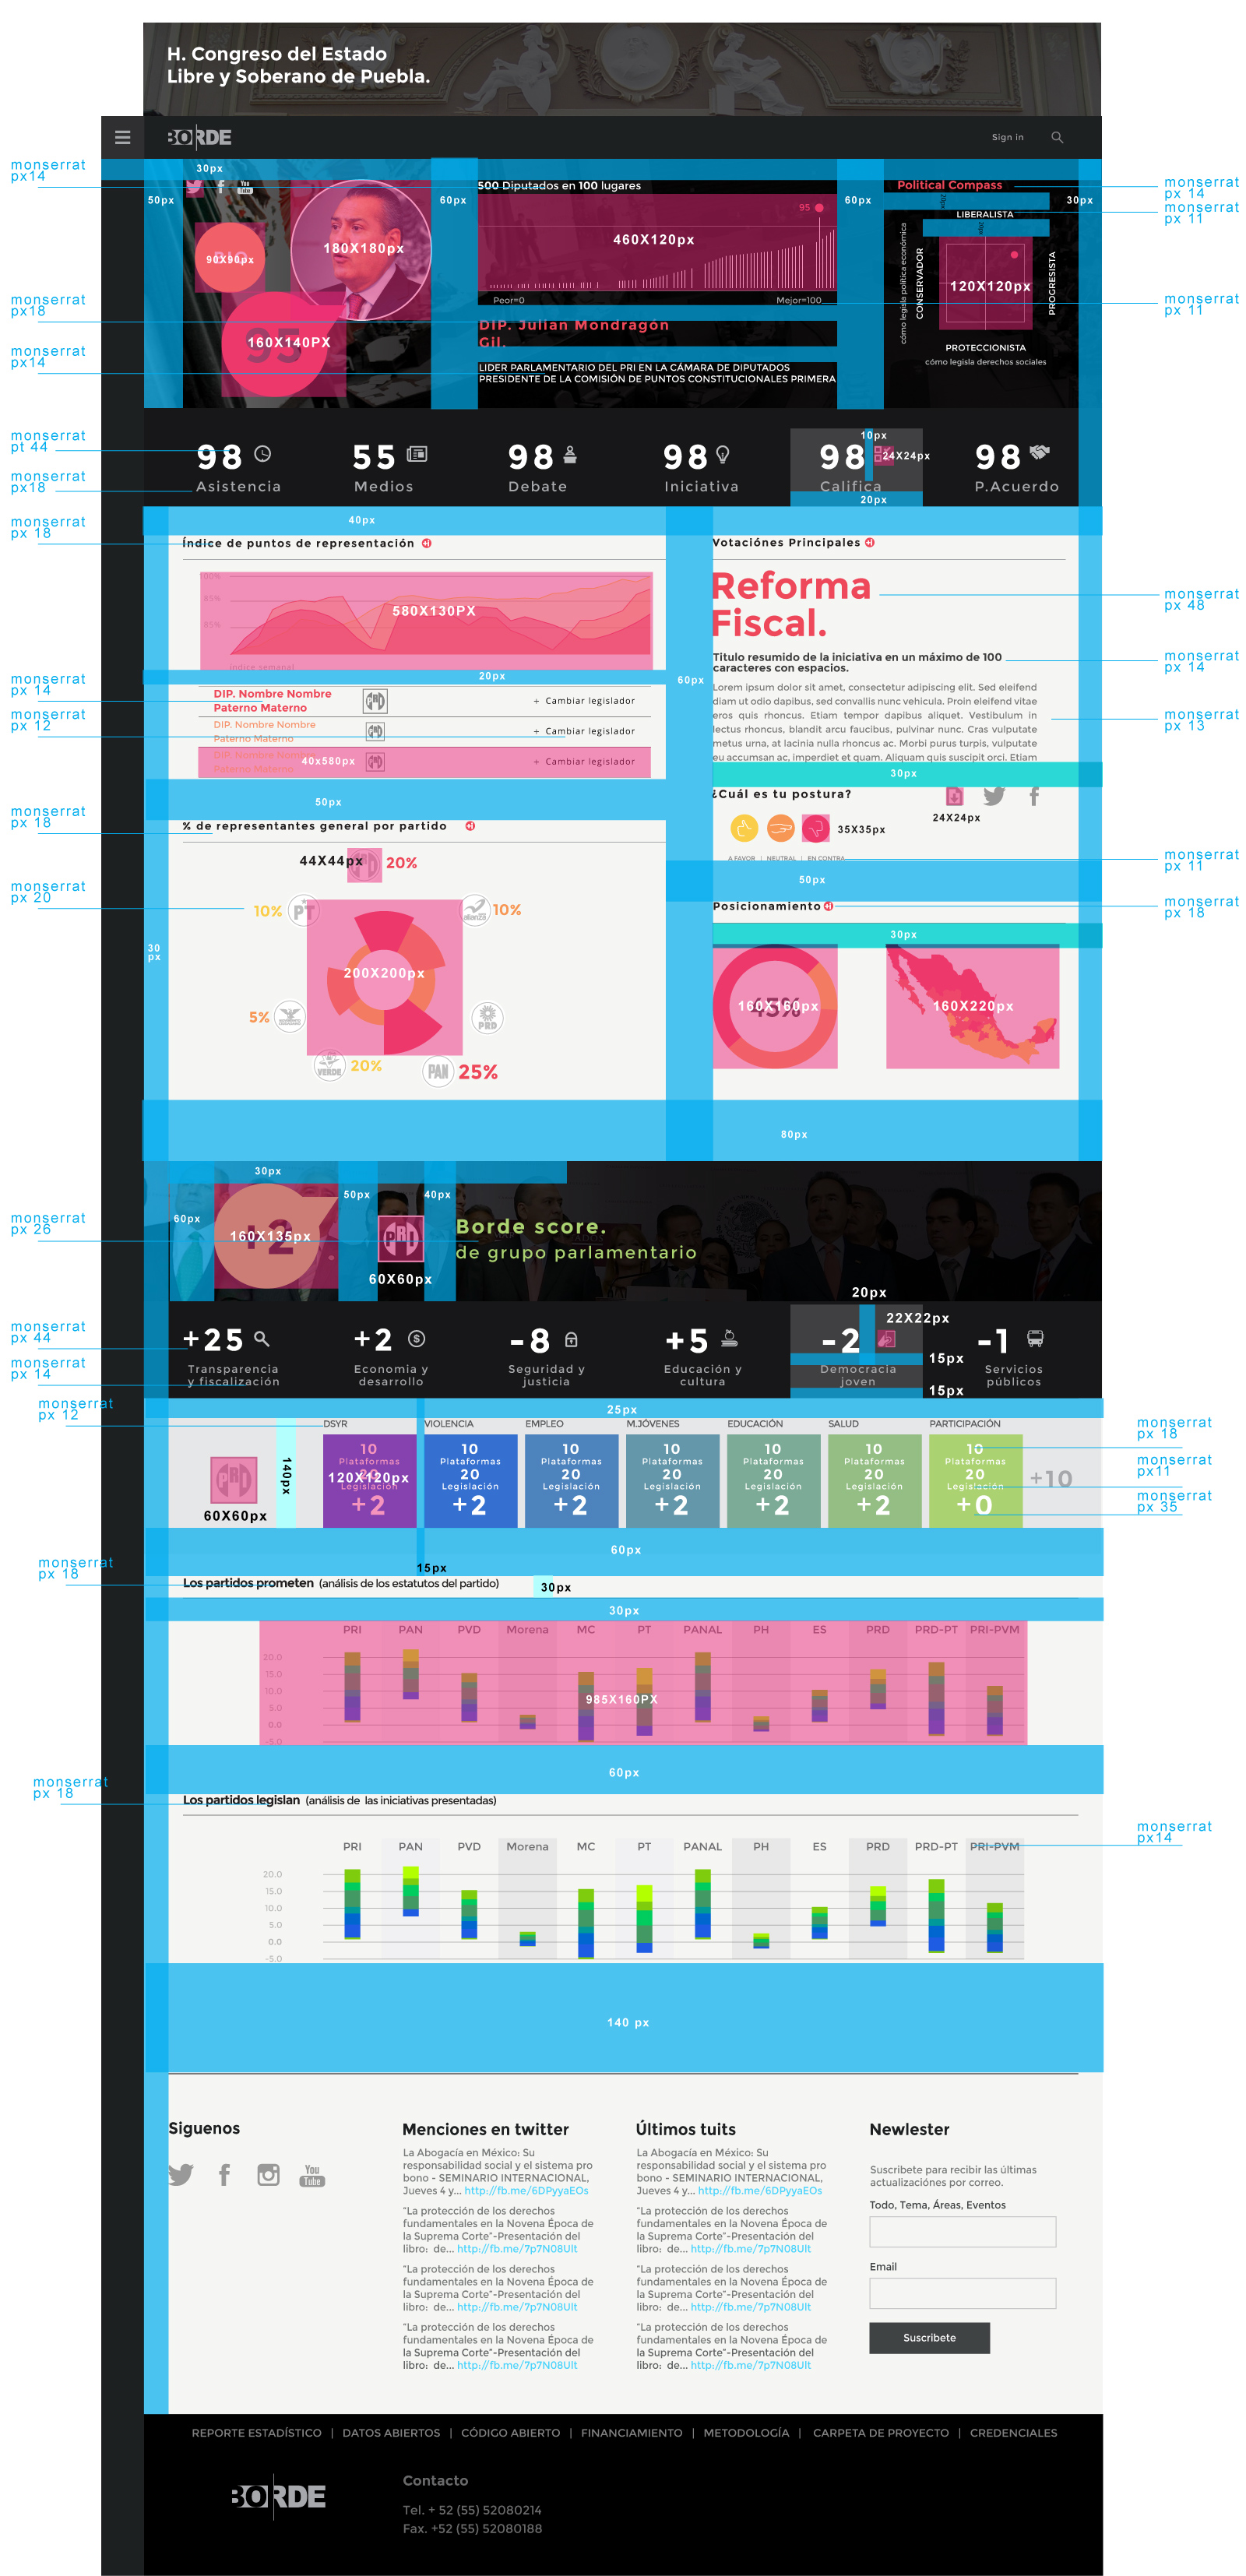 H. Congreso del Estado
Libre y Soberano de Puebla.
BORDE
Sign in
monserrat
px14
30px
50px
You
Tube
60px
500 Diputados en 100 lugares
95
460X120px
Peor=0
Mejor=100
60px
Political Compass
30px
monserrat
px 14
monserrat
px 11
LIBERALISTA
90X90px
180X180px
cómo legisla política económica
CONSERVADOR
120X120px
PROGRESISTA
monserrat
px18
monserrat
px 11
DIP. Julian Mondragón
Gil.
95
160X140PX
monserrat
px14
PROTECCIONISTA
cómo legisla derechos sociales
LIDER PARLAMENTARIO DEL PRI EN LA CÁMARA DE DIPUTADOS
PRESIDENTE DE LA COMISIÓN DE PUNTOS CONSTITUCIONALES PRIMERA
monserrat
pt 44
10px
98 55 98 98 98 24X24px 98
monserrat
px18
Asistencia Medios Debate Iniciativa Califica P.Acuerdo
20px
monserrat
px 18
40px
Índice de puntos de representación
Votaciónes Principales
100%
85%
85%
580X130PX
índice semanal
Reforma
Fiscal.
monserrat
px 48
Titulo resumido de la iniciativa en un máximo de 100
caracteres con espacios.
monserrat
px 14
20px
60px
monserrat
px 14
DIP. Nombre Nombre
Paterno Materno
+ Cambiar legislador
monserrat
px 12
DIP. Nombre Nombre
Paterno Materno
+ Cambiar legislador
DIP. Nombre Nombre
Paterno Materno
40x580px
+ Cambiar legislador
Lorem ipsum dolor sit amet, consectetur adipiscing elit. Sed eleifend
diam ut odio dapibus, sed convallis nunc vehicula. Proin eleifend vitae
eros quis rhoncus. Etiam tempor dapibus aliquet. Vestibulum in
lectus rhoncus, blandit arcu faucibus, pulvinar nunc. Cras vulputate
metus urna, at lacinia nulla rhoncus ac. Morbi purus turpis, vulputate
eu accumsan ac, imperdiet et quam. Aliquam quis suscipit orci. Etiam
monserrat
px 13
30px
50px
¿Cuál es tu postura?
24X24px
35X35px
A FAVOR | NEUTRAL | EN CONTRA
monserrat
px 11
monserrat
px 18
% de representantes general por partido
44X44px
20%
50px
monserrat
px 20
10%
PT
alianza
10%
Posicionamiento
monserrat
px 18
30px
30
px
200X200px
45%
160X160px
160X220px
5%
PRD
VERDE
20%
PAN
25%
80px
30px
60px
+2
160X135px
50px
40px
monserrat
px 26
PRI
60X60px
Borde score.
de grupo parlamentario
20px
22X22px
monserrat
px 44
+25 +2 -8 +5 -2 -1
15px
monserrat
px 14
Transparencia
y fiscalización
Economia y
desarrollo
Seguridad y
justicia
Educación y
cultura
Democracia
joven
Servicios
públicos
15px
monserrat
px 12
25px
DSYR VIOLENCIA EMPLEO M.JÓVENES EDUCACIÓN SALUD PARTICIPACIÓN
monserrat
px 18
10 10 10 10 10 10 10
Plataformas Plataformas Plataformas Plataformas Plataformas Plataformas Plataformas
20 20 20 20 20 20 20
Legislación Legislación Legislación Legislación Legislación Legislación Legislación
+2 +2 +2 +2 +2 +2 +0
120X120px
140px
60X60px
+10
monserrat
px11
monserrat
px 35
60px
15px
monserrat
px 18
Los partidos prometen (análisis de los estatutos del partido)
30px
30px
PRI PAN PVD Morena MC PT PANAL PH ES PRD PRD-PT PRI-PVM
20.0
15.0
10.0
5.0
0.0
-5.0
985X160PX
60px
monserrat
px 18
Los partidos legislan (análisis de las iniciativas presentadas)
monserrat
px14
PRI PAN PVD Morena MC PT PANAL PH ES PRD PRD-PT PRI-PVM
20.0
15.0
10.0
5.0
0.0
-5.0
140 px
Siguenos
You
Tube
Menciones en twitter
La Abogacía en México: Su
responsabilidad social y el sistema pro
bono - SEMINARIO INTERNACIONAL,
Jueves 4 y... http://fb.me/6DPyyaEOs
"La protección de los derechos
fundamentales en la Novena Época de
la Suprema Corte"-Presentación del
libro: de... http://fb.me/7p7N08Ult
"La protección de los derechos
fundamentales en la Novena Época de
la Suprema Corte"-Presentación del
libro: de... http://fb.me/7p7N08Ult
"La protección de los derechos
fundamentales en la Novena Época de
la Suprema Corte"-Presentación del
libro: de... http://fb.me/7p7N08Ult
Últimos tuits
La Abogacía en México: Su
responsabilidad social y el sistema pro
bono - SEMINARIO INTERNACIONAL,
Jueves 4 y... http://fb.me/6DPyyaEOs
"La protección de los derechos
fundamentales en la Novena Época de
la Suprema Corte"-Presentación del
libro: de... http://fb.me/7p7N08Ult
"La protección de los derechos
fundamentales en la Novena Época de
la Suprema Corte"-Presentación del
libro: de... http://fb.me/7p7N08Ult
"La protección de los derechos
fundamentales en la Novena Época de
la Suprema Corte"-Presentación del
libro: de... http://fb.me/7p7N08Ult
Newlester
Suscribete para recibir las últimas
actualizaciónes por correo.
Todo, Tema, Áreas, Eventos
Email
Suscribete
REPORTE ESTADÍSTICO | DATOS ABIERTOS | CÓDIGO ABIERTO | FINANCIAMIENTO | METODOLOGÍA | CARPETA DE PROYECTO | CREDENCIALES
BORDE
Contacto
Tel. + 52 (55) 52080214
Fax. +52 (55) 52080188